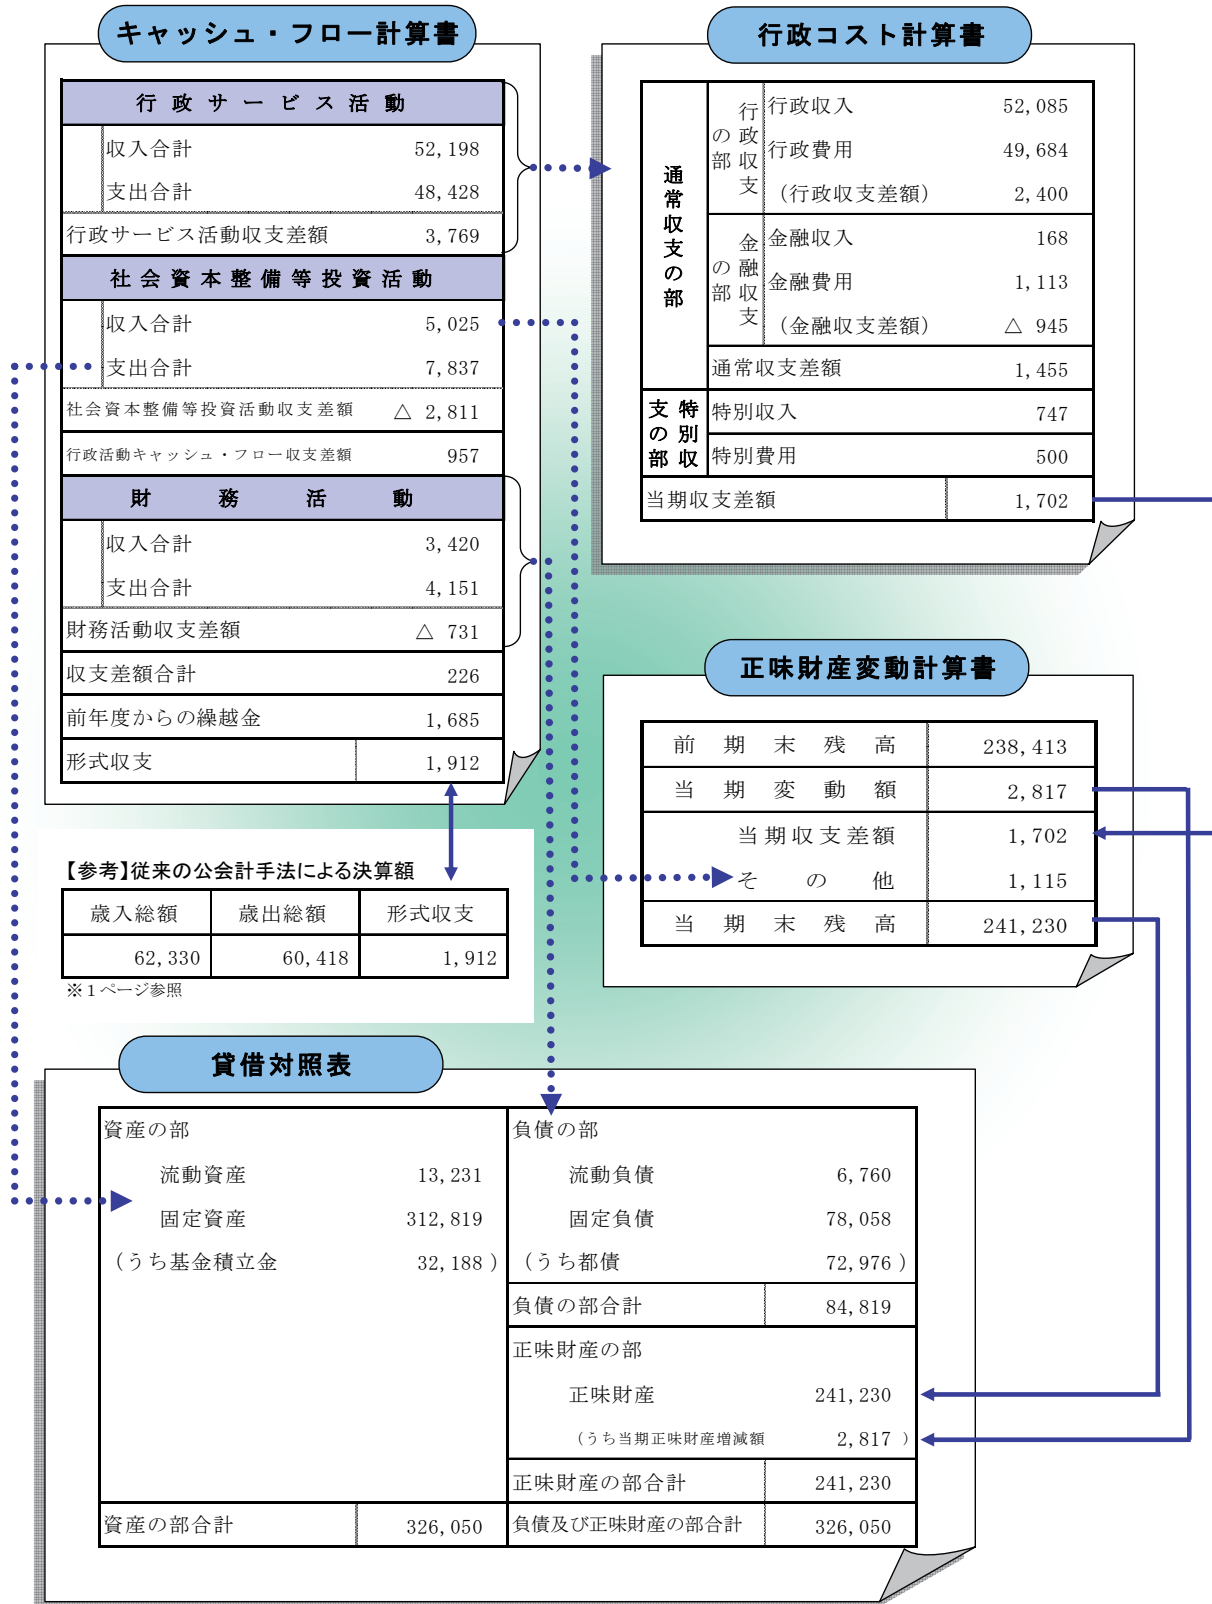 キャッシュ・フロー計算書
行政サービス活動
収入合計 52,198
支出合計 48,428
行政サービス活動収支差額 3,769
社会資本整備等投資活動
収入合計 5,025
支出合計 7,837
社会資本整備等投資活動収支差額 △ 2,811
行政活動キャッシュ・フロー収支差額 957
財務活動
収入合計 3,420
支出合計 4,151
財務活動収支差額 △ 731
収支差額合計 226
前年度からの繰越金 1,685
形式収支 1,912
【参考】従来の公会計手法による決算額
歳入総額 歳出総額 形式収支
62,330 60,418 1,912
※1ページ参照
行政コスト計算書
通常収支の部
行政収支の部
行政収入 52,085
行政費用 49,684
(行政収支差額) 2,400
金融収支の部
金融収入 168
金融費用 1,113
(金融収支差額) △ 945
通常収支差額 1,455
特別収支の部
特別収入 747
特別費用 500
当期収支差額 1,702
正味財産変動計算書
前期末残高 238,413
当期変動額 2,817
当期収支差額 1,702
その他 1,115
当期末残高 241,230
貸借対照表
資産の部
流動資産 13,231
固定資産 312,819
(うち基金積立金 32,188)
資産の部合計 326,050
負債の部
流動負債 6,760
固定負債 78,058
(うち都債 72,976)
負債の部合計 84,819
正味財産の部
正味財産 241,230
(うち当期正味財産増減額 2,817)
正味財産の部合計 241,230
負債及び正味財産の部合計 326,050